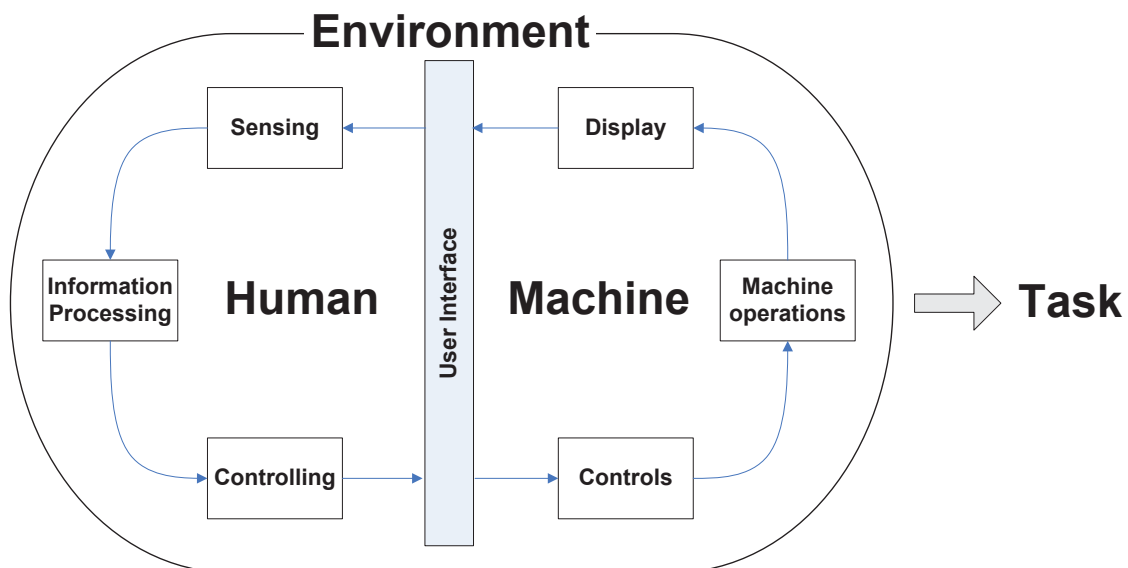 Environment
Sensing
Display
Information
Processing
Human
User Interface
Machine
Machine
operations
Task
Controlling
Controls